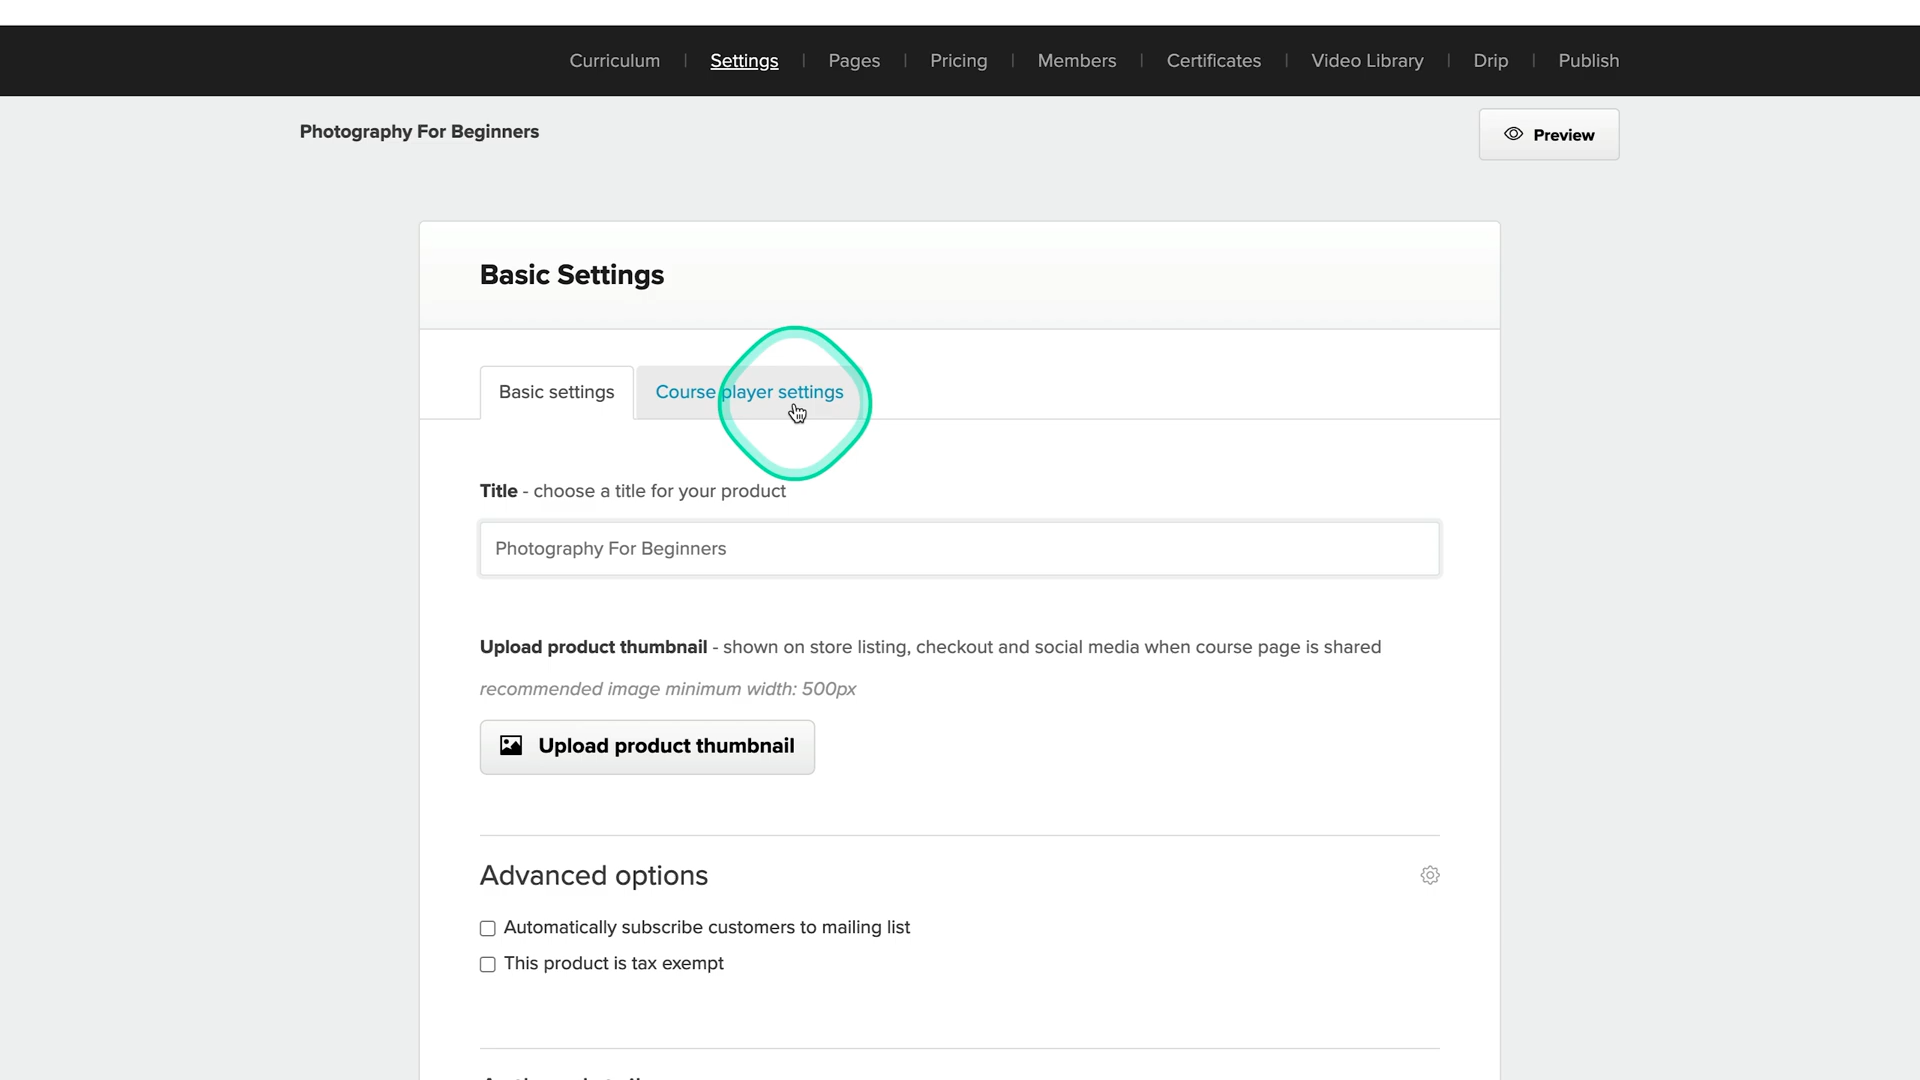 Curriculum | Settings | Pages | Pricing | Members | Certificates | Video Library | Drip | Publish
Photography For Beginners
Preview
Basic Settings
Basic settings
Course player settings
Title - choose a title for your product
Photography For Beginners
Upload product thumbnail - shown on store listing, checkout and social media when course page is shared
recommended image minimum width: 500px
Upload product thumbnail
Advanced options
Automatically subscribe customers to mailing list
This product is tax exempt